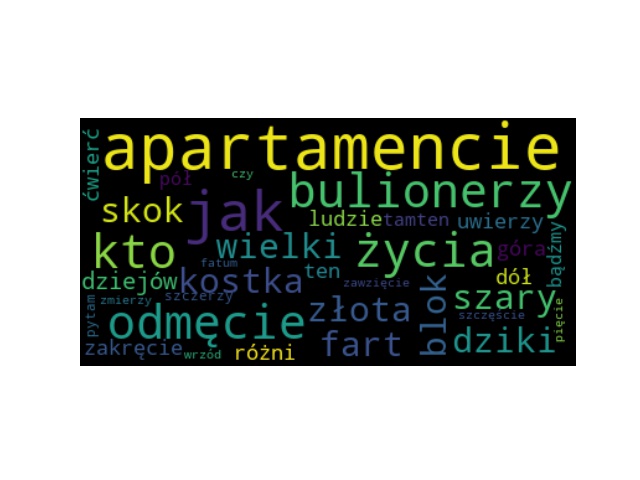 apartamencie
ćwierć
pół
czy
bulionerzy
skok
jak
ludzie
tamten
uwierzy
kto
wielki
życia
góra
bądźmy
fatum
dziejów
kostka
ten
zawzięcie
dół
szary
pytam
zmierzy
szczerzy
odmęcie
złota
blok
szczęście
pięcie
zakręcie
wrzód
różni
fart
dziki